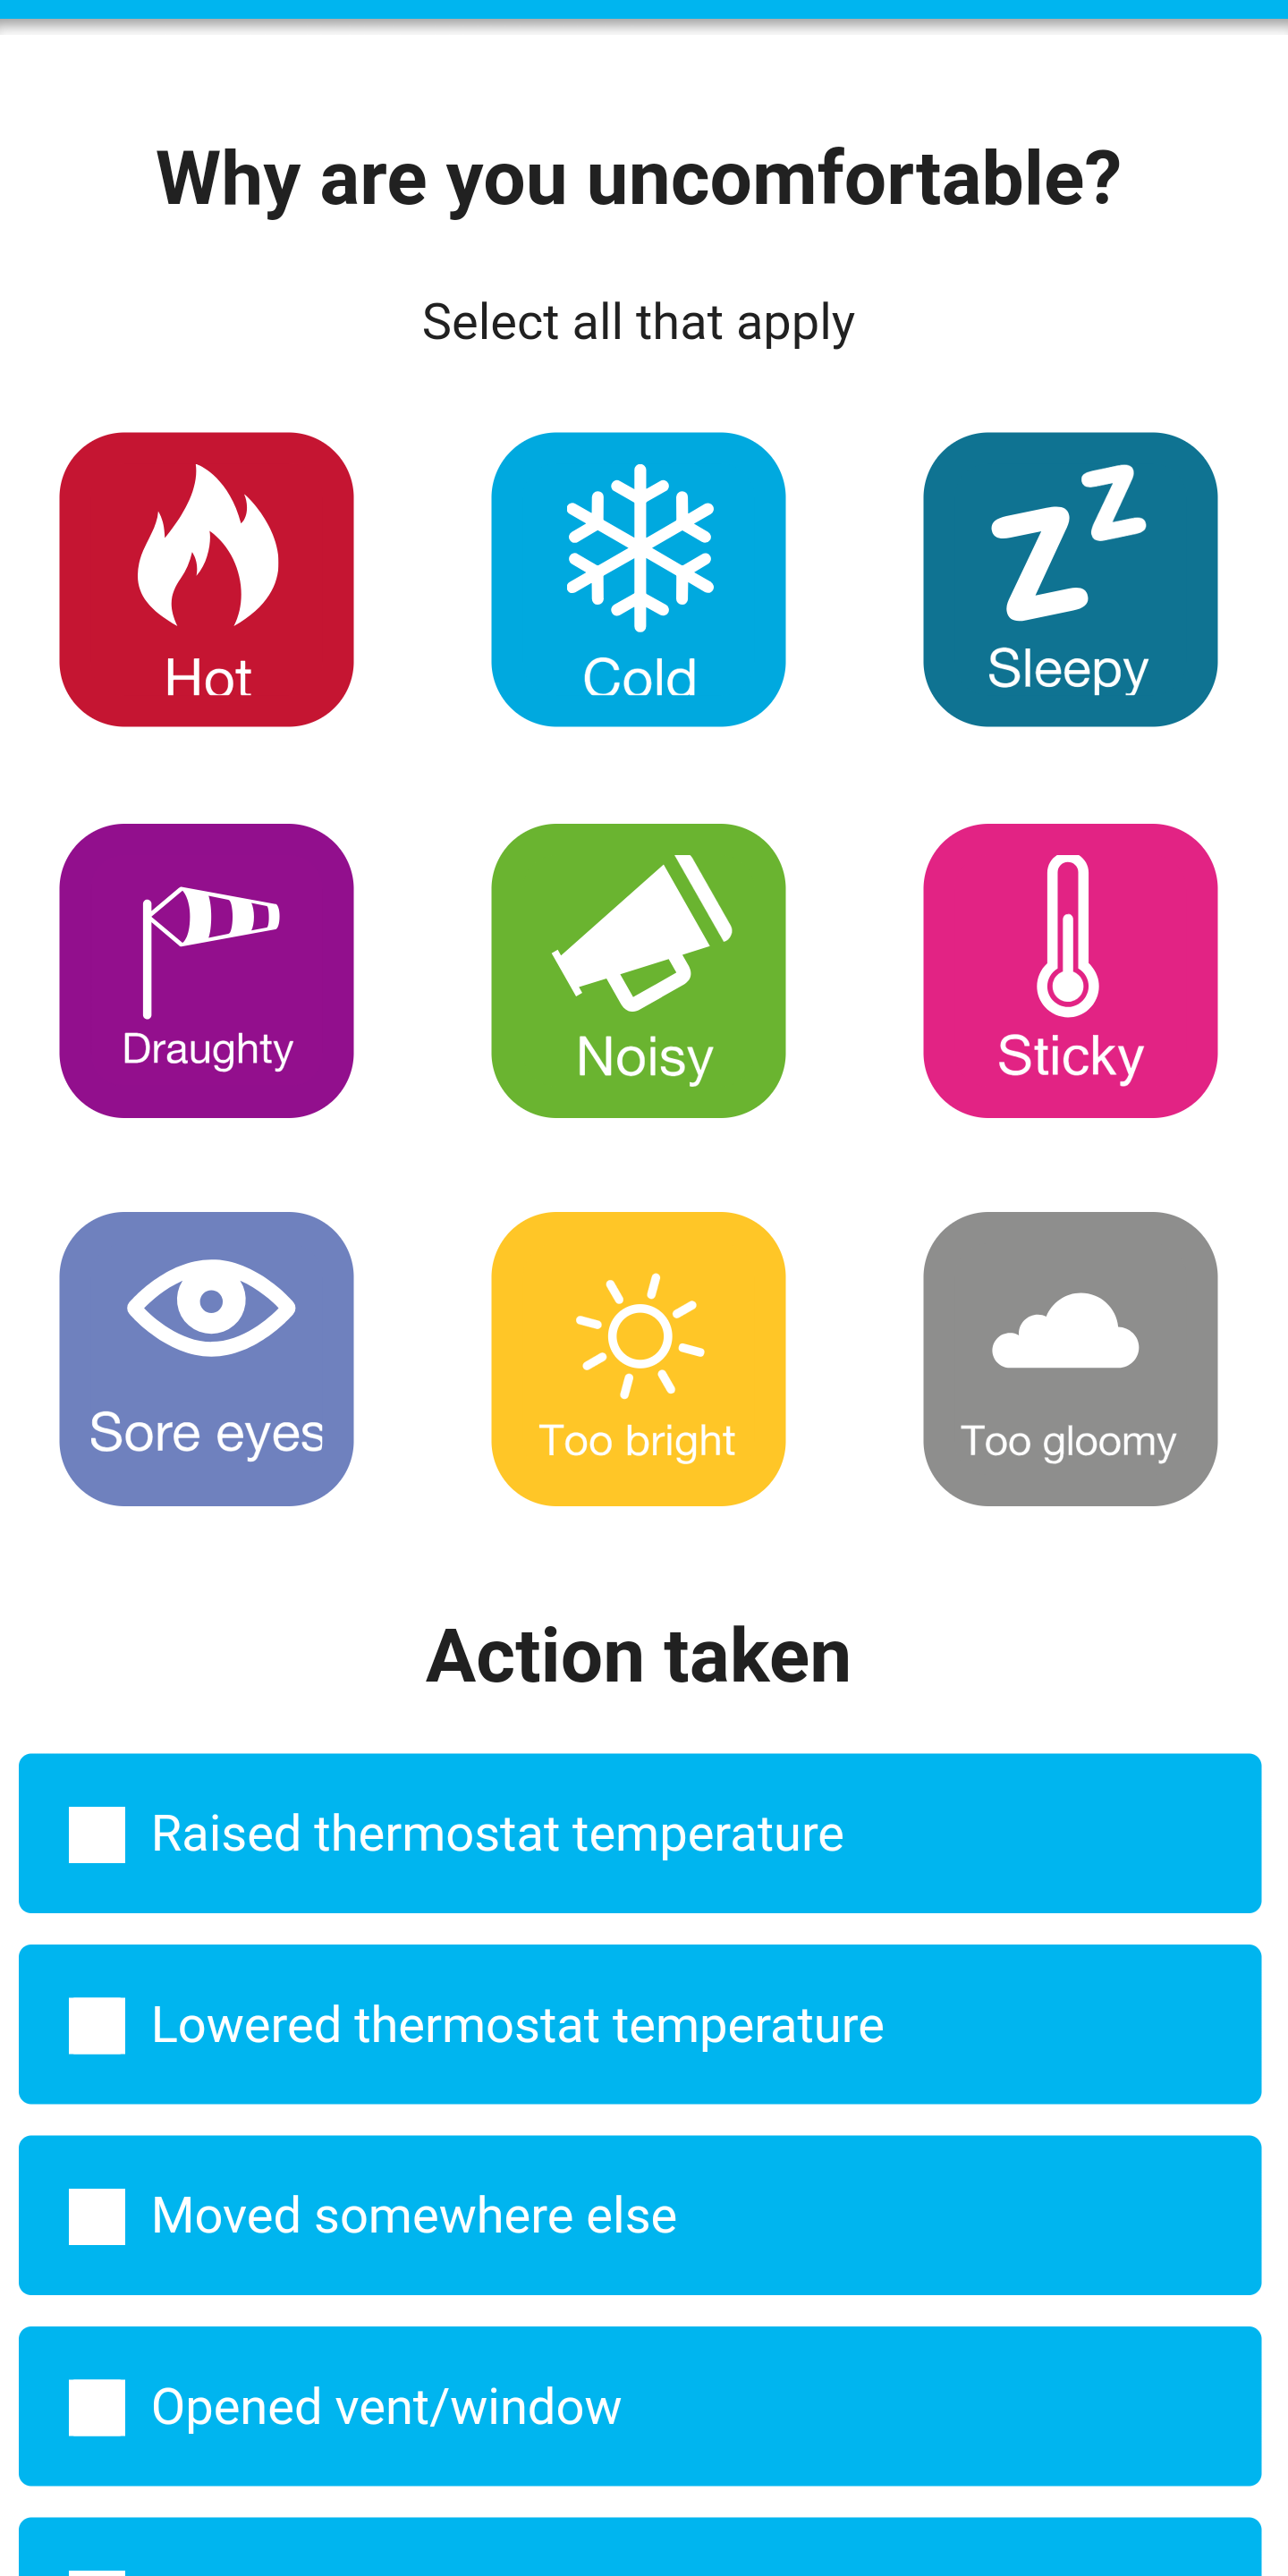 Why are you uncomfortable?
Select all that apply
Hot
Cold
Sleepy
Draughty
Noisy
Sticky
Sore eyes
Too bright
Too gloomy
Action taken
Raised thermostat temperature
Lowered thermostat temperature
Moved somewhere else
Opened vent/window